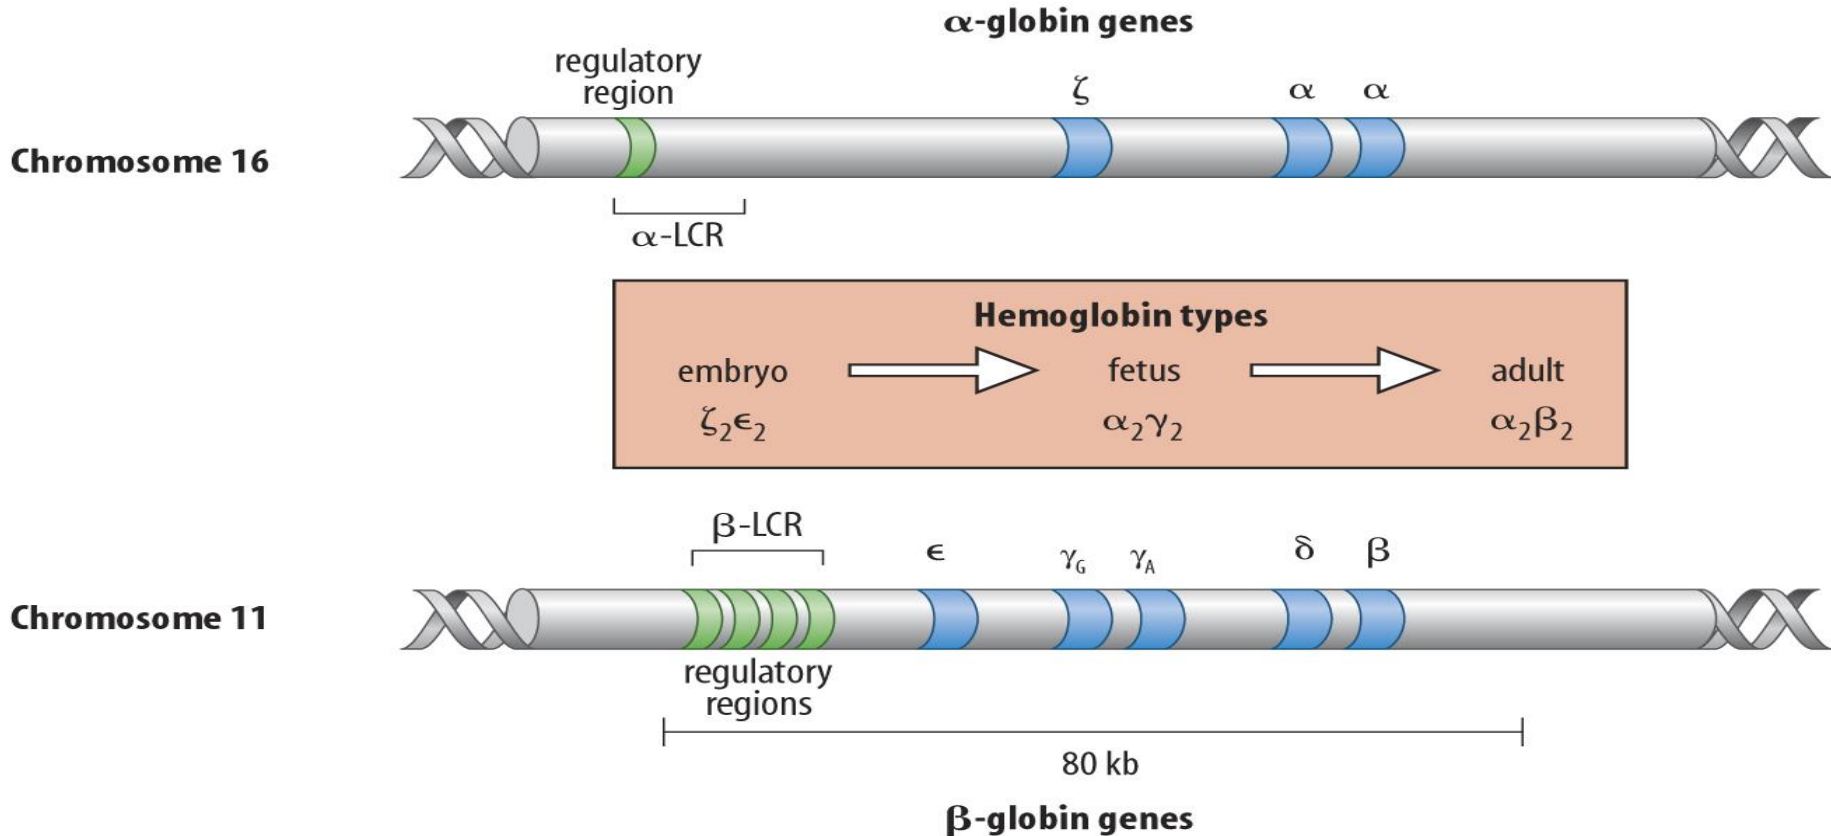 α-globin genes
regulatory
region
ζ α α
Chromosome 16
α-LCR
Hemoglobin types
embryo fetus adult
ζ₂ϵ₂ α₂γ₂ α₂β₂
β-LCR
ϵ γG γA δ β
Chromosome 11
regulatory
regions
80 kb
β-globin genes